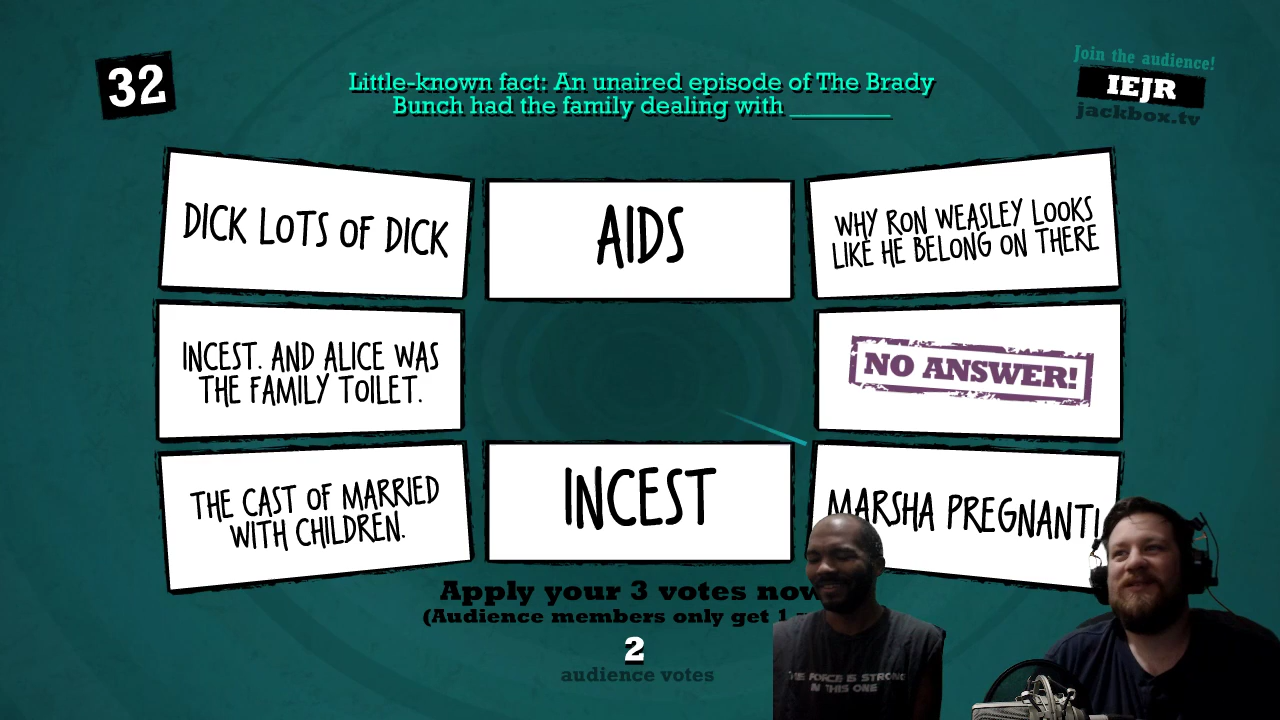 32
Little-known fact: An unaired episode of The Brady
Bunch had the family dealing with __________
Join the audience!
IEJR
jackbox.tv
DICK LOTS OF DICK
AIDS
WHY RON WEASLEY LOOKS
LIKE HE BELONG ON THERE
INCEST. AND ALICE WAS
THE FAMILY TOILET.
NO ANSWER!
THE CAST OF MARRIED
WITH CHILDREN.
INCEST
MARSHA PREGNANT!
Apply your 3 votes now
(Audience members only get 1
2
audience votes
THE FORCE IS STRONG
IN THIS ONE